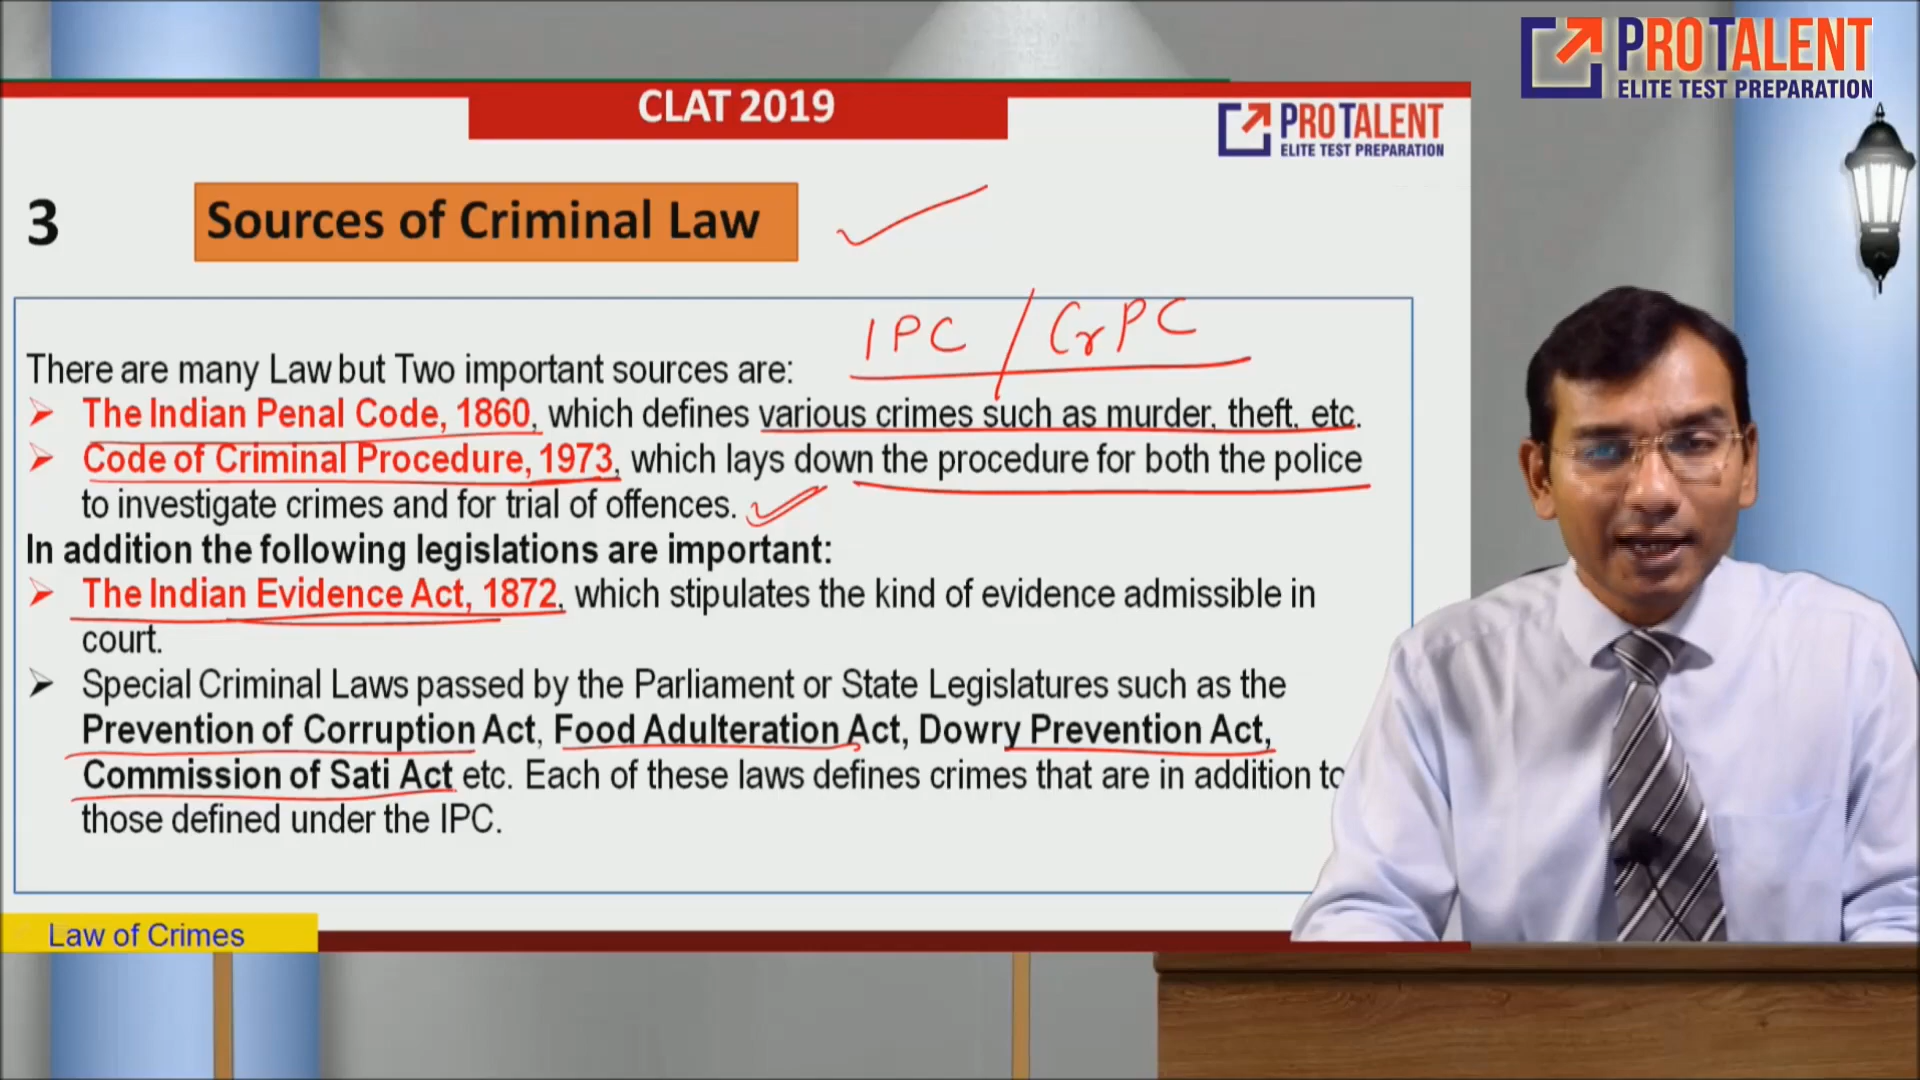 PROTALENT
ELITE TEST PREPARATION
CLAT 2019
PROTALENT
ELITE TEST PREPARATION
3
Sources of Criminal Law
IPC / CrPC
There are many Law but Two important sources are:
➤ The Indian Penal Code, 1860, which defines various crimes such as murder, theft, etc.
➤ Code of Criminal Procedure, 1973, which lays down the procedure for both the police
to investigate crimes and for trial of offences.
In addition the following legislations are important:
➤ The Indian Evidence Act, 1872, which stipulates the kind of evidence admissible in
court.
➤ Special Criminal Laws passed by the Parliament or State Legislatures such as the
Prevention of Corruption Act, Food Adulteration Act, Dowry Prevention Act,
Commission of Sati Act etc. Each of these laws defines crimes that are in addition to
those defined under the IPC.
Law of Crimes